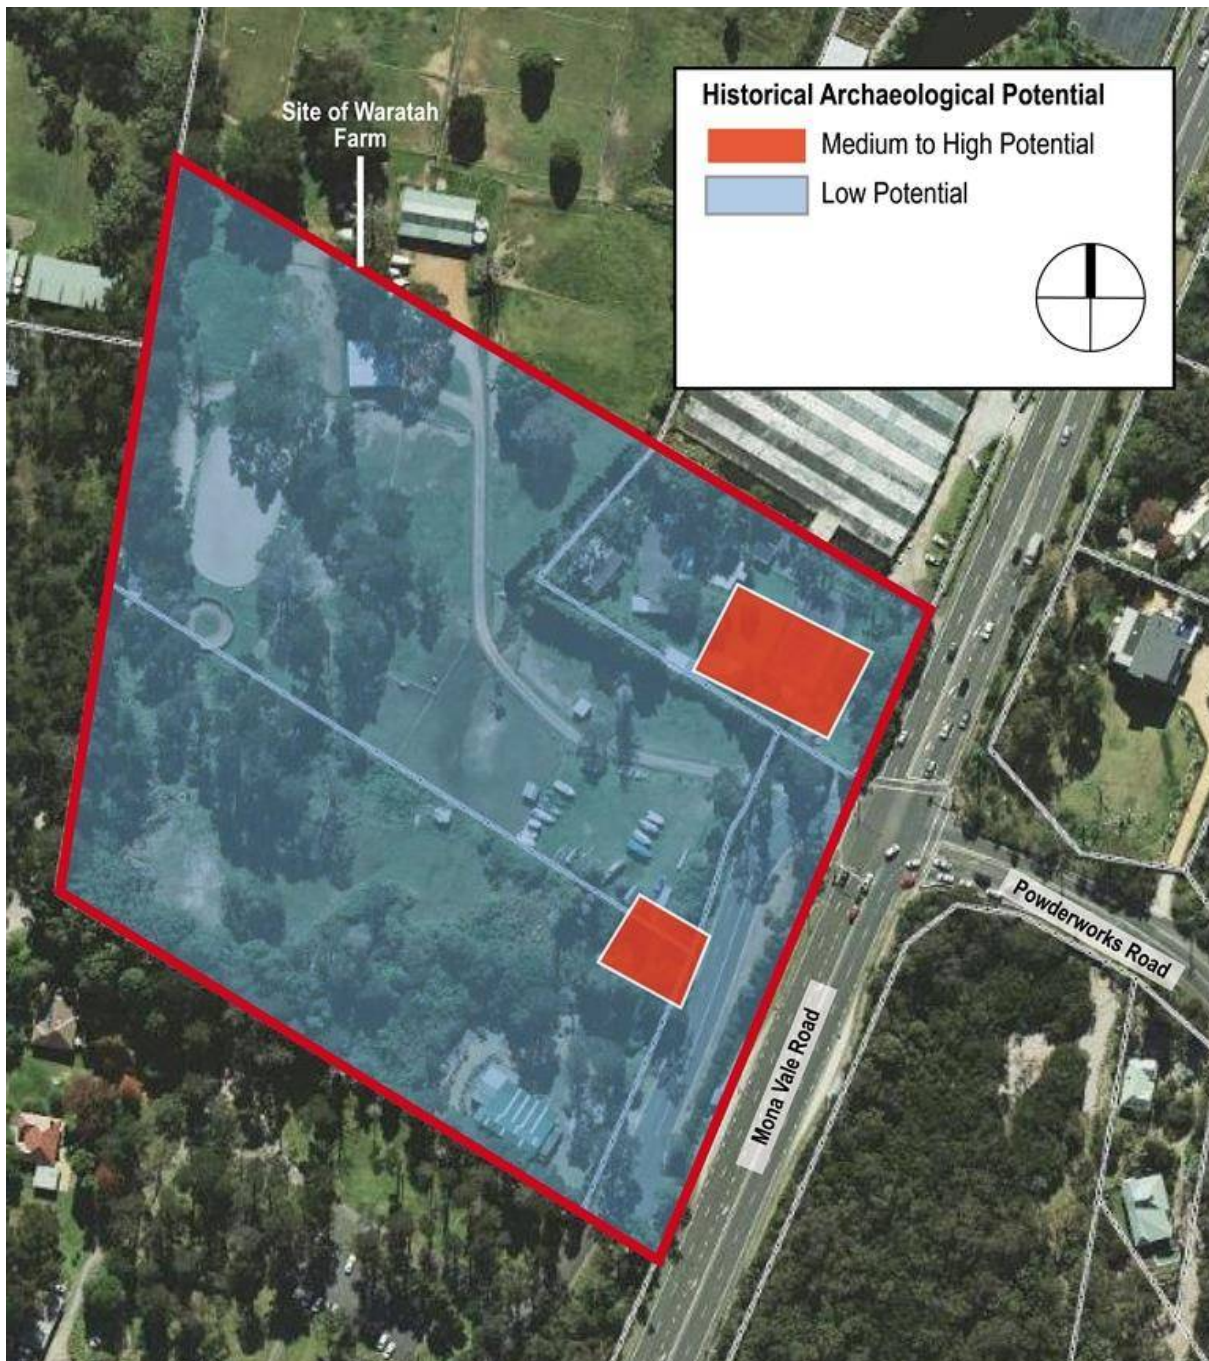 Site of Waratah
Farm
Historical Archaeological Potential
Medium to High Potential
Low Potential
Powderworks Road
Mona Vale Road